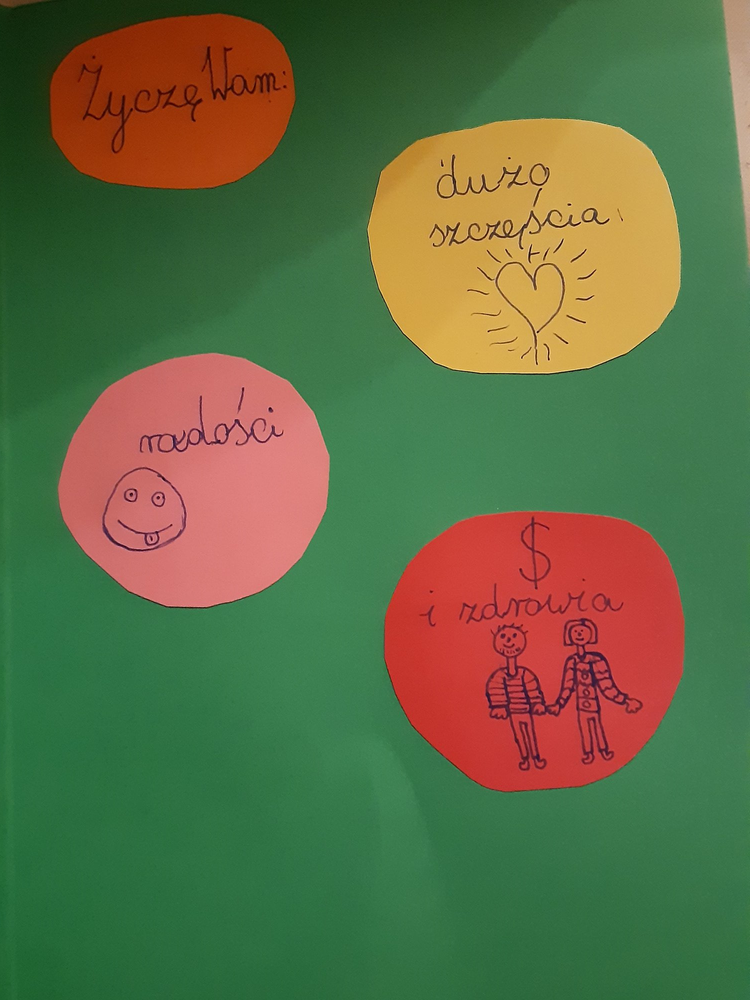 Życzę Wam:
dużo
szczęścia,
radości
$
i zdrowia